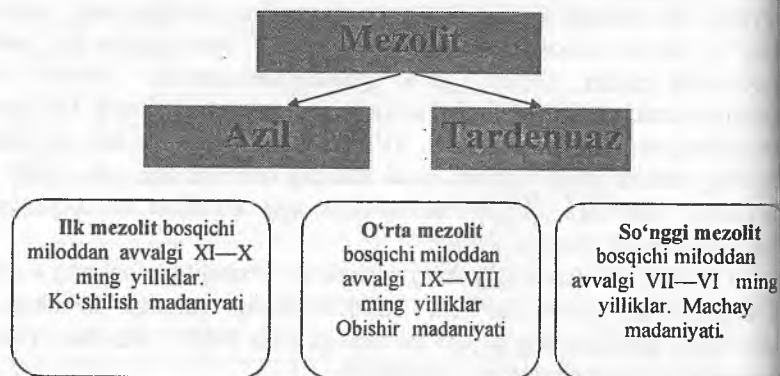 Mezolit
Azil
Tardenuaz
Ilk mezolit bosqichi
miloddan avvalgi XI—X
ming yilliklar.
Ko‘shilish madaniyati
O‘rta mezolit
bosqichi miloddan
avvalgi IX—VIII
ming yilliklar
Obishir madaniyati
So‘nggi mezolit
bosqichi miloddan
avvalgi VII—VI ming
yilliklar. Machay
madaniyati.